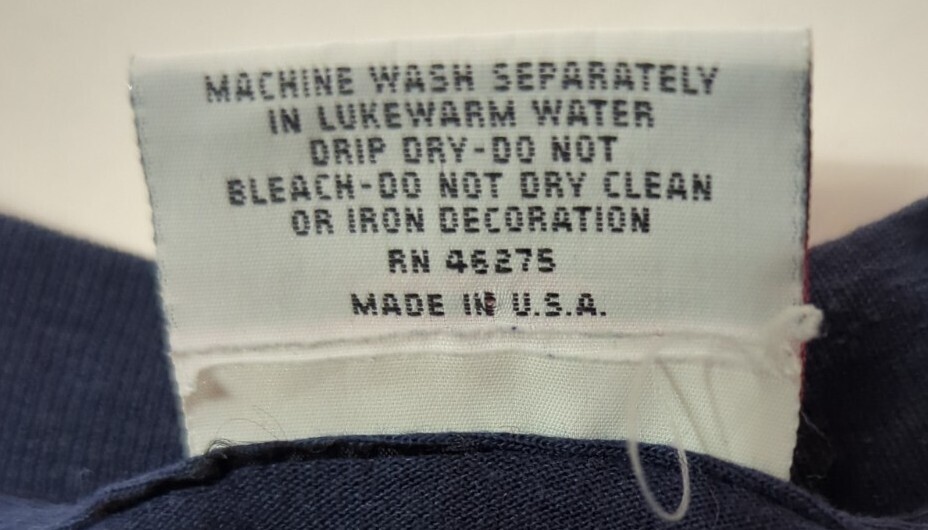 MACHINE WASH SEPARATELY
IN LUKEWARM WATER
DRIP DRY-DO NOT
BLEACH-DO NOT DRY CLEAN
OR IRON DECORATION
RN 46275
MADE IN U.S.A.